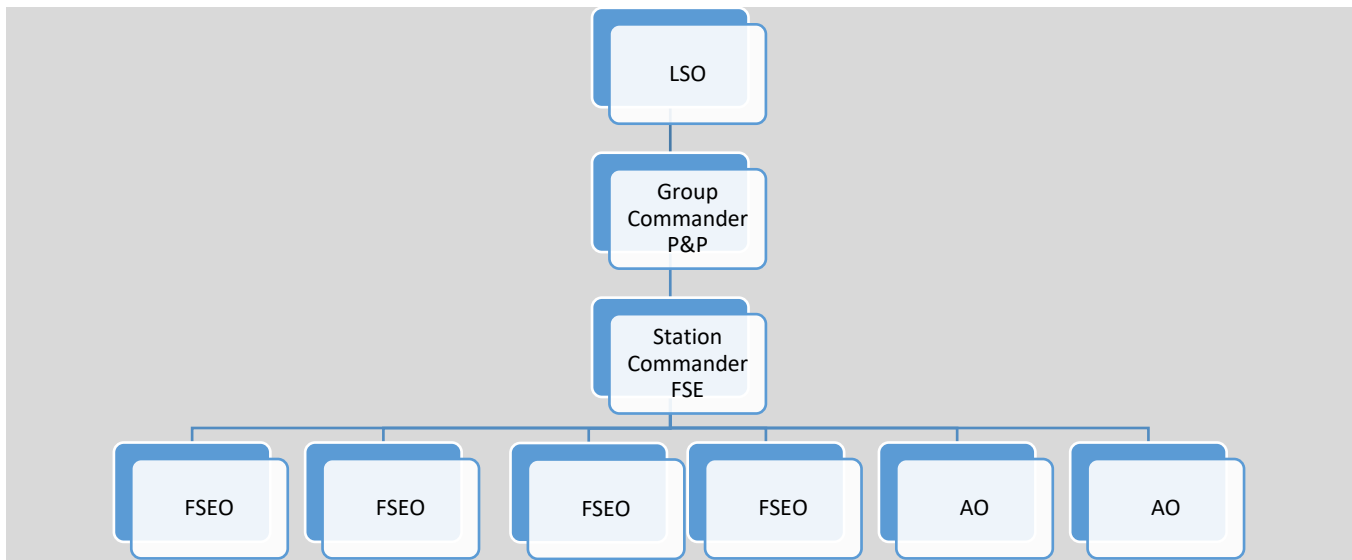 LSO
Group
Commander
P&P
Station
Commander
FSE
FSEO
FSEO
FSEO
FSEO
AO
AO